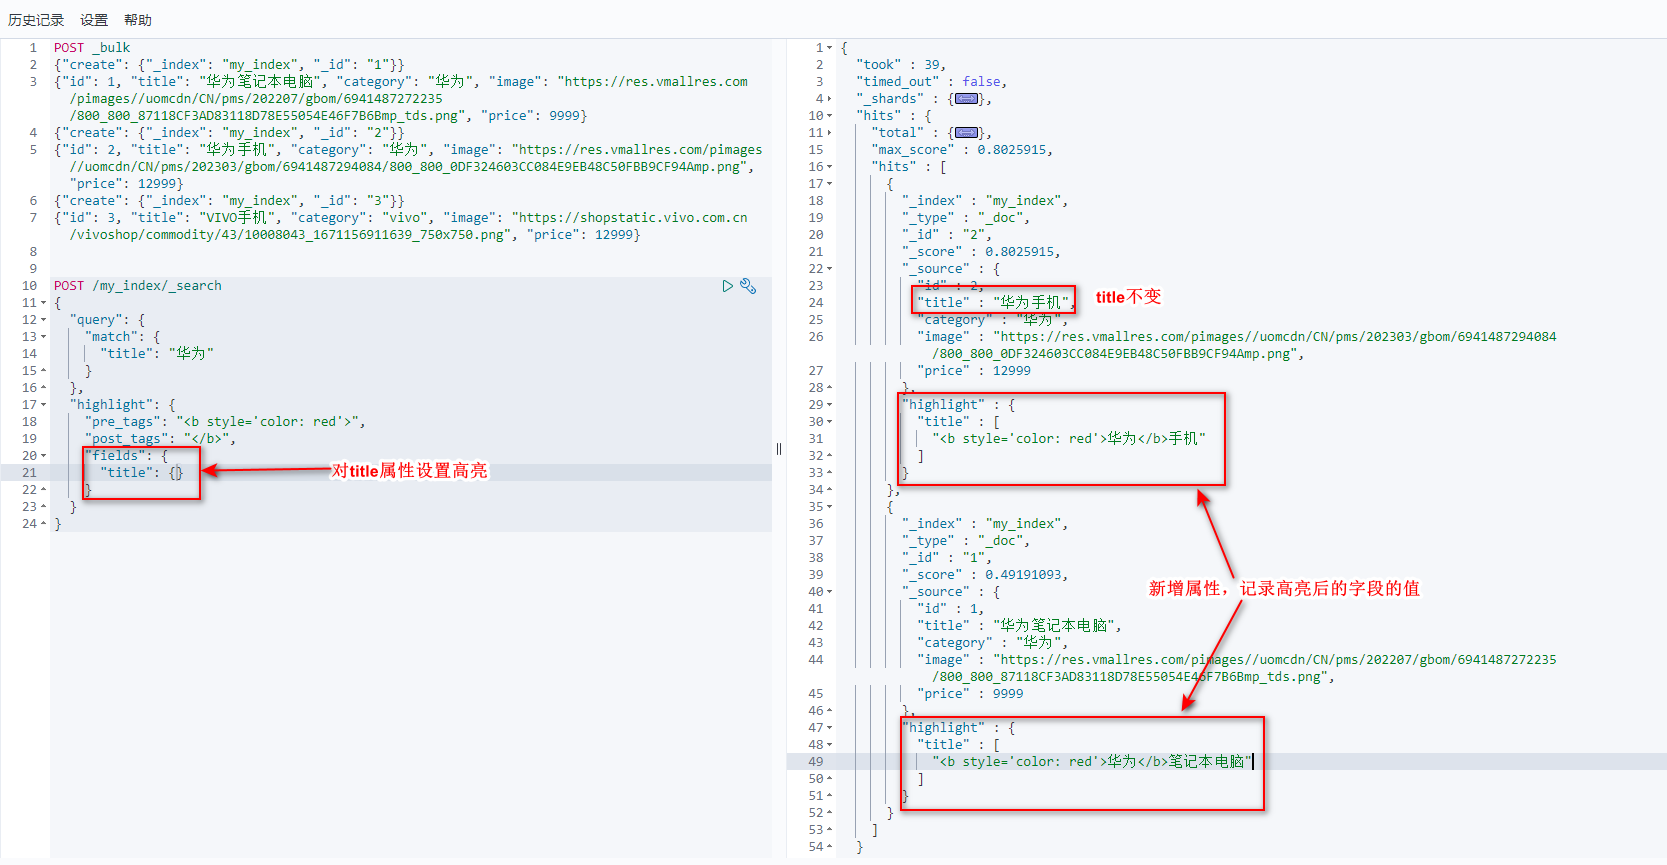 历史记录 设置 帮助
1 POST _bulk
2 {"create": {"_index": "my_index", "_id": "1"}}
3 {"id": 1, "title": "华为笔记本电脑", "category": "华为", "image": "https://res.vmallres.com
/pimages//uomcdn/CN/pms/202207/gbom/6941487272235
/800_800_87118CF3AD83118D78E55054E46F7B6Bmp_tds.png", "price": 9999}
4 {"create": {"_index": "my_index", "_id": "2"}}
5 {"id": 2, "title": "华为手机", "category": "华为", "image": "https://res.vmallres.com/pimages
//uomcdn/CN/pms/202303/gbom/6941487294084/800_800_0DF324603CC084E9EB48C50FBB9CF94Amp.png",
"price": 12999}
6 {"create": {"_index": "my_index", "_id": "3"}}
7 {"id": 3, "title": "VIVO手机", "category": "vivo", "image": "https://shopstatic.vivo.com.cn
/vivoshop/commodity/43/10008043_1671156911639_750x750.png", "price": 12999}
8
9
10 POST /my_index/_search
11 {
12 "query": {
13 "match": {
14 "title": "华为"
15 }
16 },
17 "highlight": {
18 "pre_tags": "<b style='color: red'>",
19 "post_tags": "</b>",
20 "fields": {
21 "title": {}
22 }
23 }
24 }
对title属性设置高亮
1 {
2 "took" : 39,
3 "timed_out" : false,
4 "_shards" : {},
10 "hits" : {
11 "total" : {},
15 "max_score" : 0.8025915,
16 "hits" : [
17 {
18 "_index" : "my_index",
19 "_type" : "_doc",
20 "_id" : "2",
21 "_score" : 0.8025915,
22 "_source" : {
23 "id" : 2,
24 "title" : "华为手机",
title不变
25 "category" : "华为",
26 "image" : "https://res.vmallres.com/pimages//uomcdn/CN/pms/202303/gbom/6941487294084
/800_800_0DF324603CC084E9EB48C50FBB9CF94Amp.png",
27 "price" : 12999
28 },
29 "highlight" : {
30 "title" : [
31 "<b style='color: red'>华为</b>手机"
32 ]
33 }
34 },
35 {
36 "_index" : "my_index",
37 "_type" : "_doc",
38 "_id" : "1",
39 "_score" : 0.49191093,
新增属性，记录高亮后的字段的值
40 "_source" : {
41 "id" : 1,
42 "title" : "华为笔记本电脑",
43 "category" : "华为",
44 "image" : "https://res.vmallres.com/pimages//uomcdn/CN/pms/202207/gbom/6941487272235
/800_800_87118CF3AD83118D78E55054E46F7B6Bmp_tds.png",
45 "price" : 9999
46 },
47 "highlight" : {
48 "title" : [
49 "<b style='color: red'>华为</b>笔记本电脑"
50 ]
51 }
52 }
53 ]
54 }